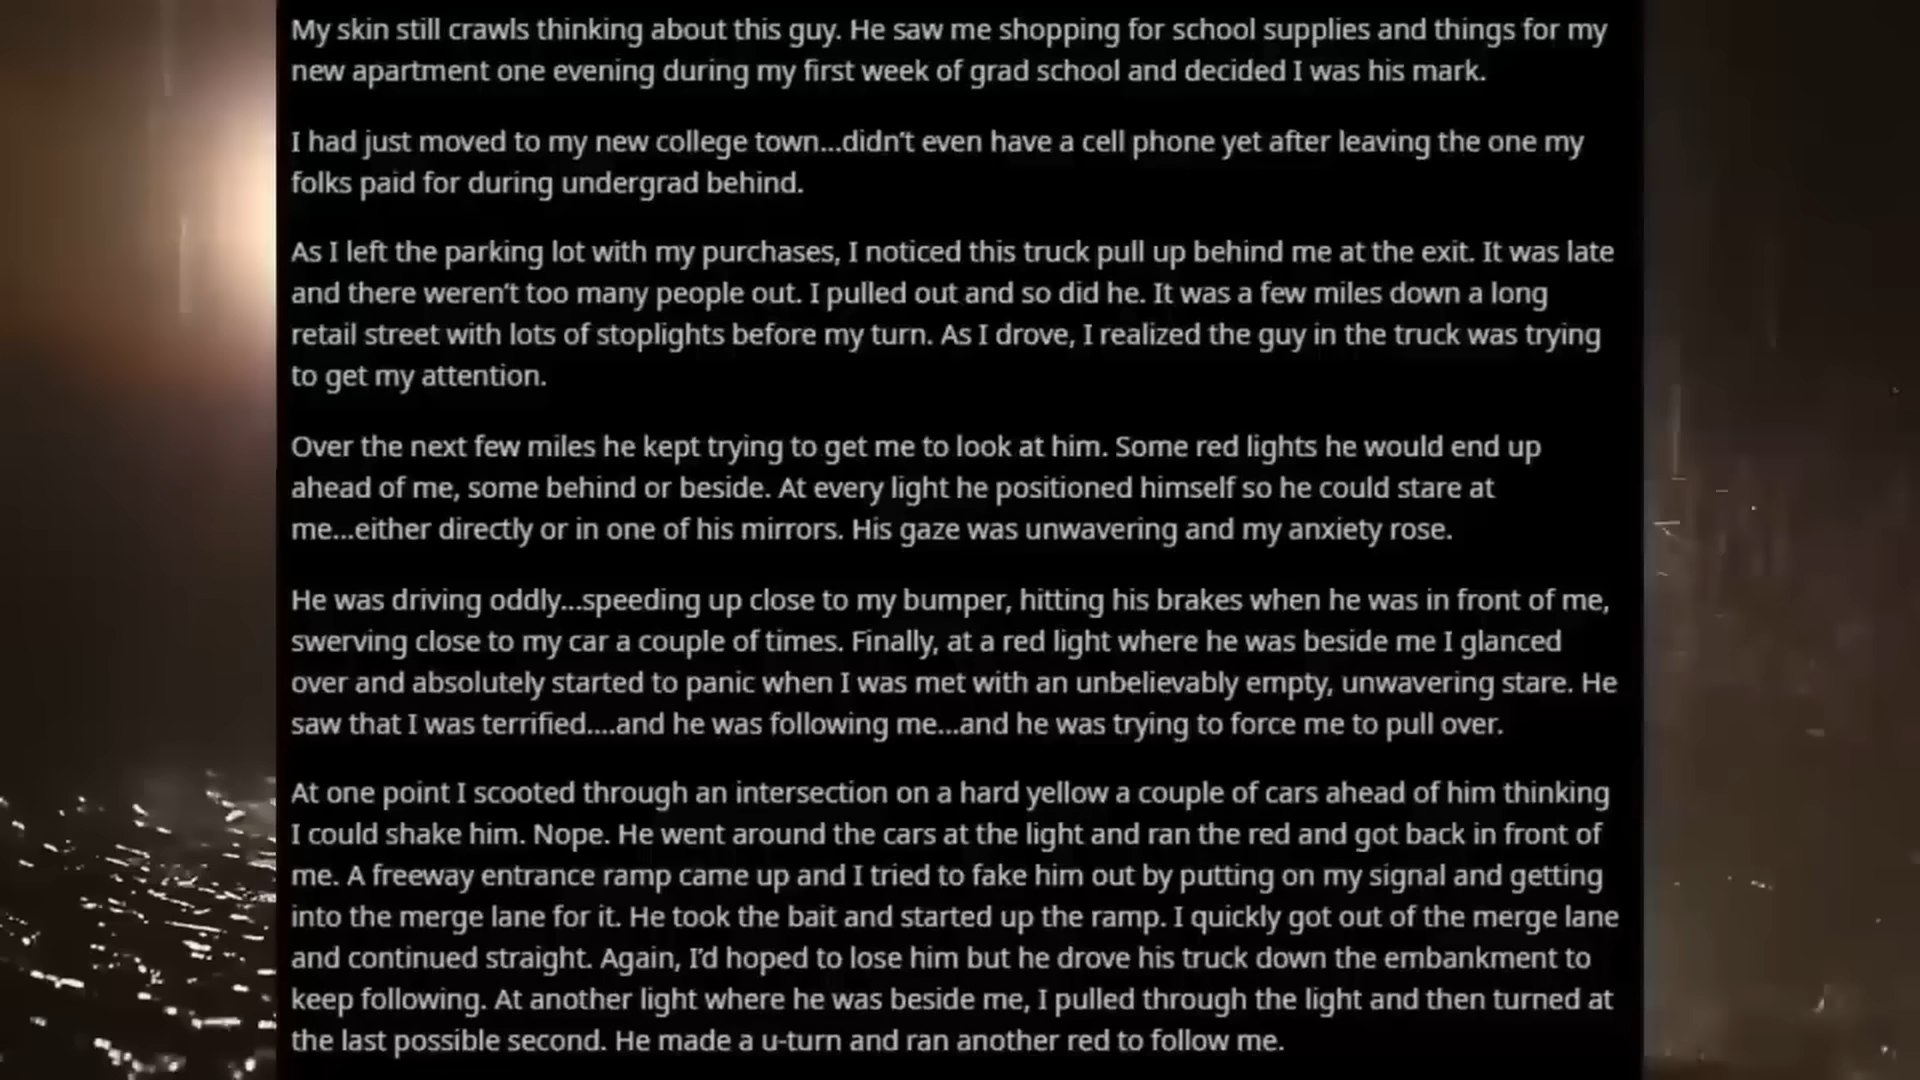 My skin still crawls thinking about this guy. He saw me shopping for school supplies and things for my
new apartment one evening during my first week of grad school and decided I was his mark.
I had just moved to my new college town...didn't even have a cell phone yet after leaving the one my
folks paid for during undergrad behind.
As I left the parking lot with my purchases, I noticed this truck pull up behind me at the exit. It was late
and there weren't too many people out. I pulled out and so did he. It was a few miles down a long
retail street with lots of stoplights before my turn. As I drove, I realized the guy in the truck was trying
to get my attention.
Over the next few miles he kept trying to get me to look at him. Some red lights he would end up
ahead of me, some behind or beside. At every light he positioned himself so he could stare at
me...either directly or in one of his mirrors. His gaze was unwavering and my anxiety rose.
He was driving oddly...speeding up close to my bumper, hitting his brakes when he was in front of me,
swerving close to my car a couple of times. Finally, at a red light where he was beside me I glanced
over and absolutely started to panic when I was met with an unbelievably empty, unwavering stare. He
saw that I was terrified....and he was following me...and he was trying to force me to pull over.
At one point I scooted through an intersection on a hard yellow a couple of cars ahead of him thinking
I could shake him. Nope. He went around the cars at the light and ran the red and got back in front of
me. A freeway entrance ramp came up and I tried to fake him out by putting on my signal and getting
into the merge lane for it. He took the bait and started up the ramp. I quickly got out of the merge lane
and continued straight. Again, I'd hoped to lose him but he drove his truck down the embankment to
keep following. At another light where he was beside me, I pulled through the light and then turned at
the last possible second. He made a u-turn and ran another red to follow me.